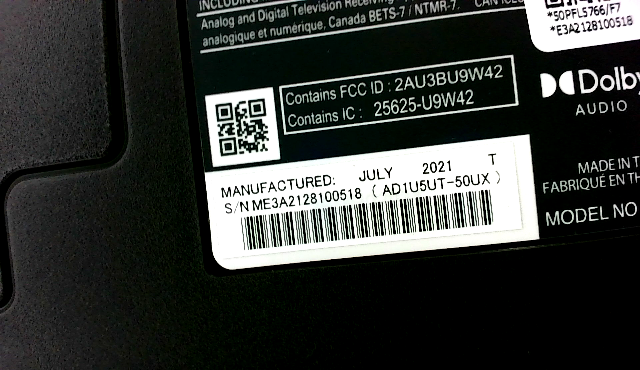 INCLUDING
Analog and Digital Television Receiving
analogique et numérique, Canada BETS-7 / NTMR-7. CAN ICES
*50PFL5766/F7
*E3A2128100518
Contains FCC ID : 2AU3BU9W42
Contains IC : 25625-U9W42
Dolby
AUDIO
MANUFACTURED: JULY 2021 T
S/N ME3A2128100518 ( AD1U5UT-50UX )
MADE IN T
FABRIQUÉ EN TH
MODEL NO